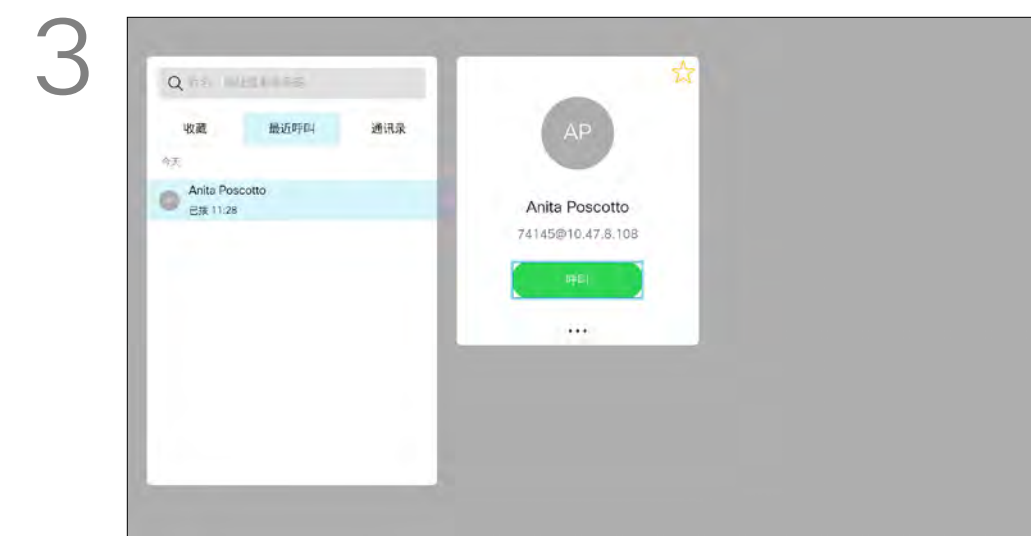 3
收藏 最近呼叫 通讯录
今天
Anita Poscotto
已接 11:28
AP
Anita Poscotto
74145@10.47.8.108
呼叫
...